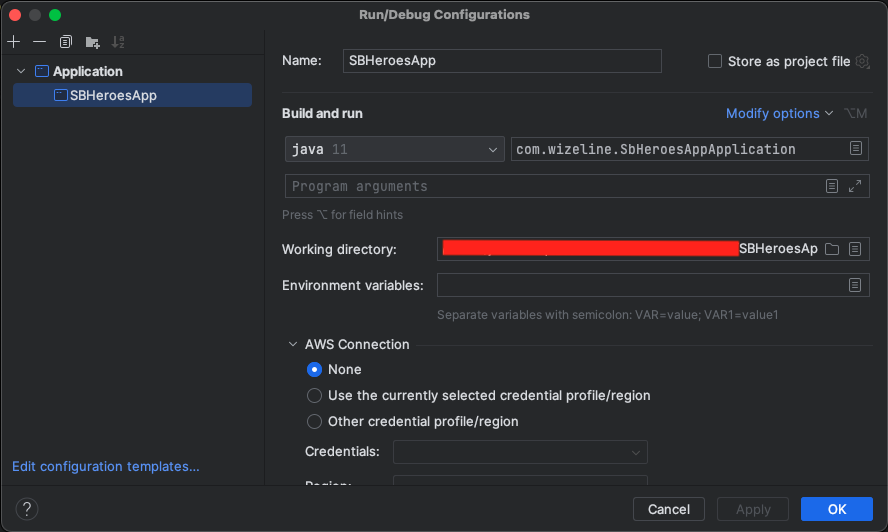 Run/Debug Configurations
Name: SBHeroesApp Store as project file
Application
SBHeroesApp
Build and run Modify options ⌥M
java 11 com.wizeline.SbHeroesAppApplication
Program arguments
Press ⌥ for field hints
Working directory: SBHeroesAp
Environment variables:
Separate variables with semicolon: VAR=value; VAR1=value1
AWS Connection
None
Use the currently selected credential profile/region
Other credential profile/region
Credentials:
Region:
Edit configuration templates...
? Cancel Apply OK